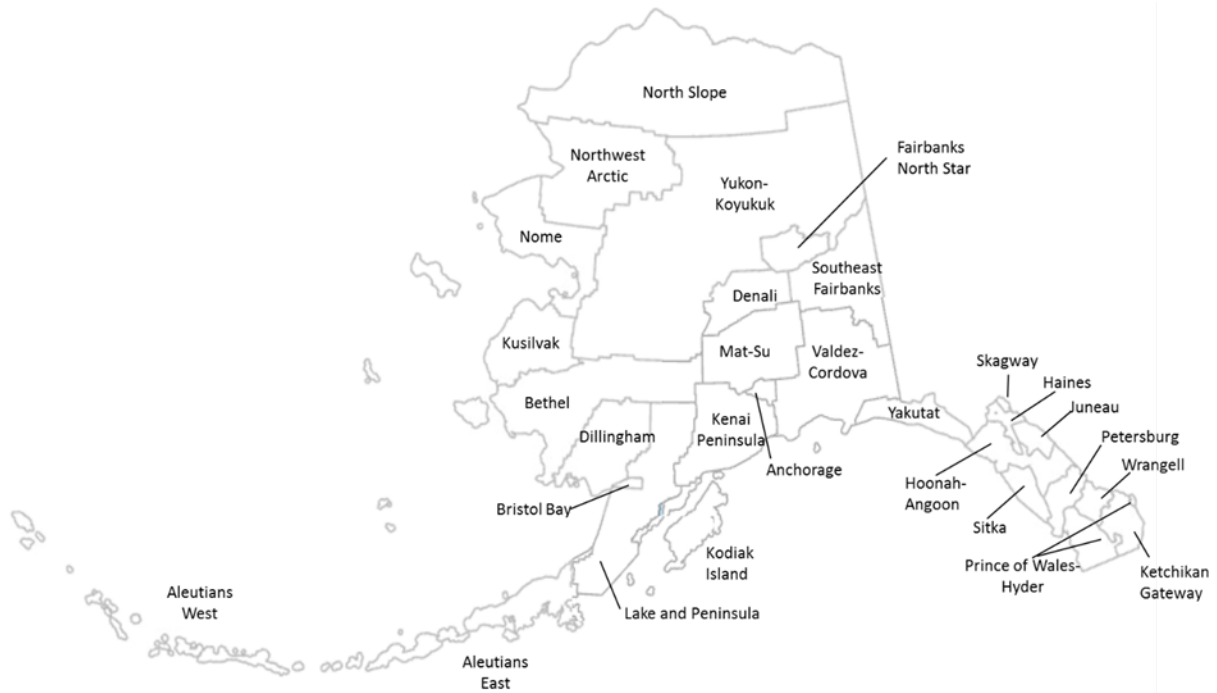 North Slope
Northwest
Arctic
Fairbanks
North Star
Yukon-
Koyukuk
Nome
Southeast
Fairbanks
Denali
Kusilvak
Mat-Su
Valdez-
Cordova
Skagway
Haines
Juneau
Bethel
Yakutat
Kenai
Peninsula
Dillingham
Petersburg
Wrangell
Anchorage
Hoonah-
Angoon
Bristol Bay
Sitka
Kodiak
Island
Prince of Wales-
Hyder
Ketchikan
Gateway
Aleutians
West
Lake and Peninsula
Aleutians
East